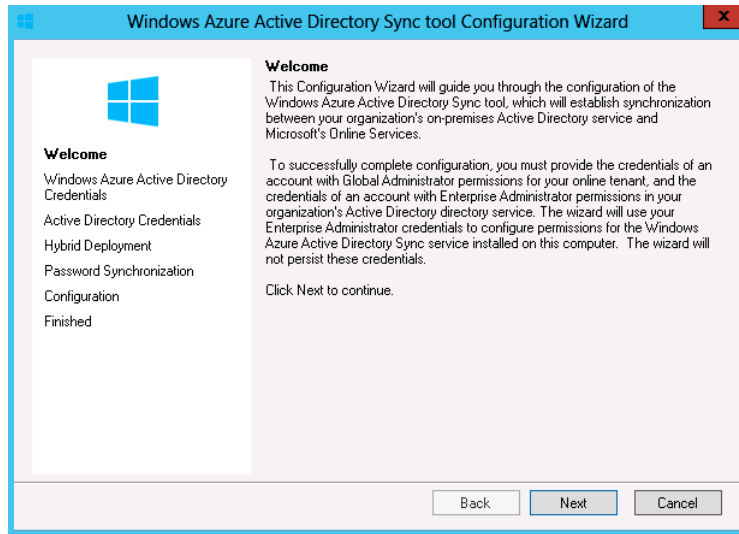 Windows Azure Active Directory Sync tool Configuration Wizard
x
Welcome
Windows Azure Active Directory
Credentials
Active Directory Credentials
Hybrid Deployment
Password Synchronization
Configuration
Finished
Welcome
This Configuration Wizard will guide you through the configuration of the
Windows Azure Active Directory Sync tool, which will establish synchronization
between your organization's on-premises Active Directory service and
Microsoft's Online Services.
To successfully complete configuration, you must provide the credentials of an
account with Global Administrator permissions for your online tenant, and the
credentials of an account with Enterprise Administrator permissions in your
organization's Active Directory directory service. The wizard will use your
Enterprise Administrator credentials to configure permissions for the Windows
Azure Active Directory Sync service installed on this computer. The wizard will
not persist these credentials.
Click Next to continue.
Back
Next
Cancel